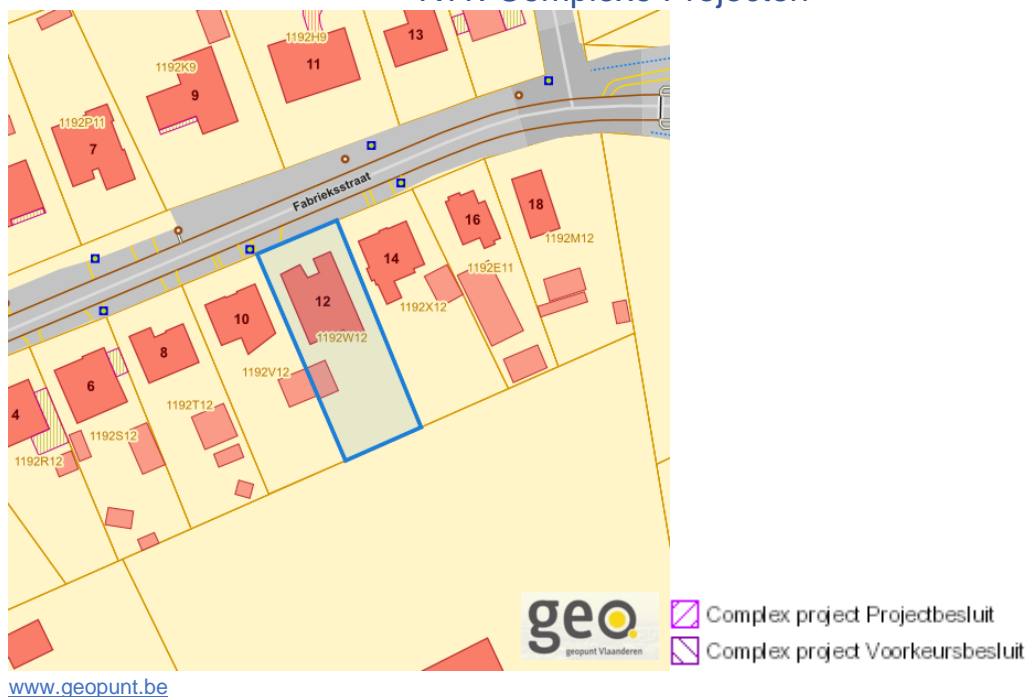 1192H9
13
11
1192K9
9
1192P11
7
Fabrieksstraat
18
16
1192M12
14
1192E11
12
1192X12
10
1192W12
8
1192V12
6
1192T12
4
1192S12
1192R12
geo
geopunt Vlaanderen
Complex project Projectbesluit
Complex project Voorkeursbesluit
www.geopunt.be